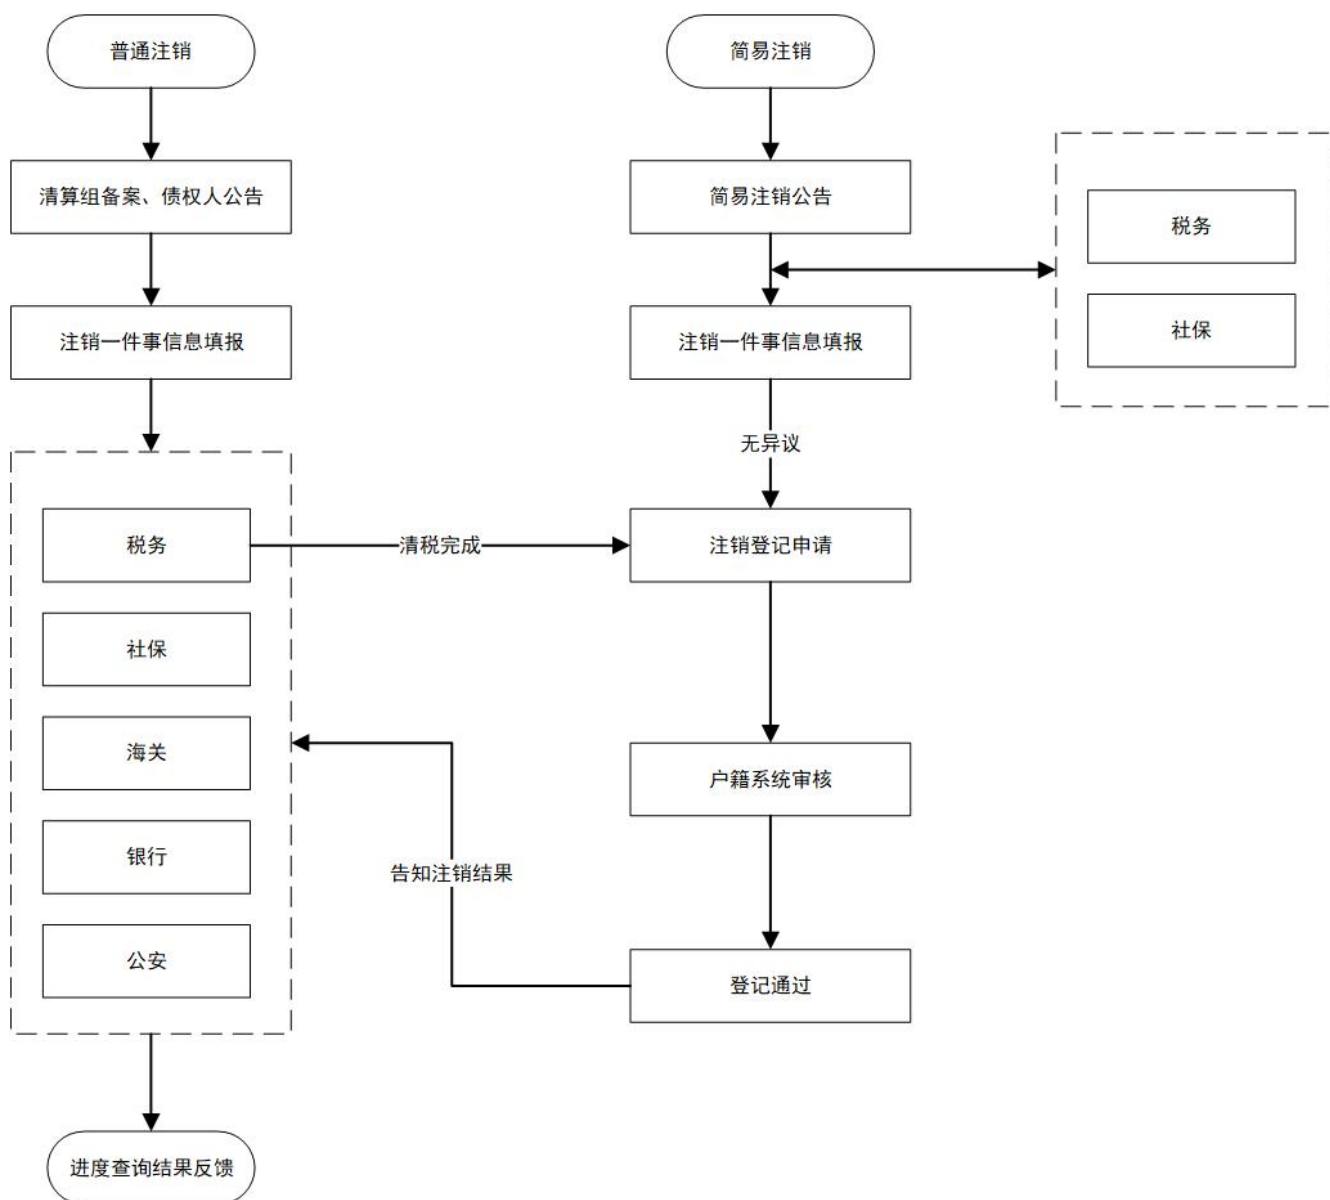 普通注销
简易注销
清算组备案、债权人公告
简易注销公告
税务
社保
注销一件事信息填报
注销一件事信息填报
无异议
税务
清税完成
注销登记申请
社保
海关
户籍系统审核
银行
告知注销结果
公安
登记通过
进度查询结果反馈